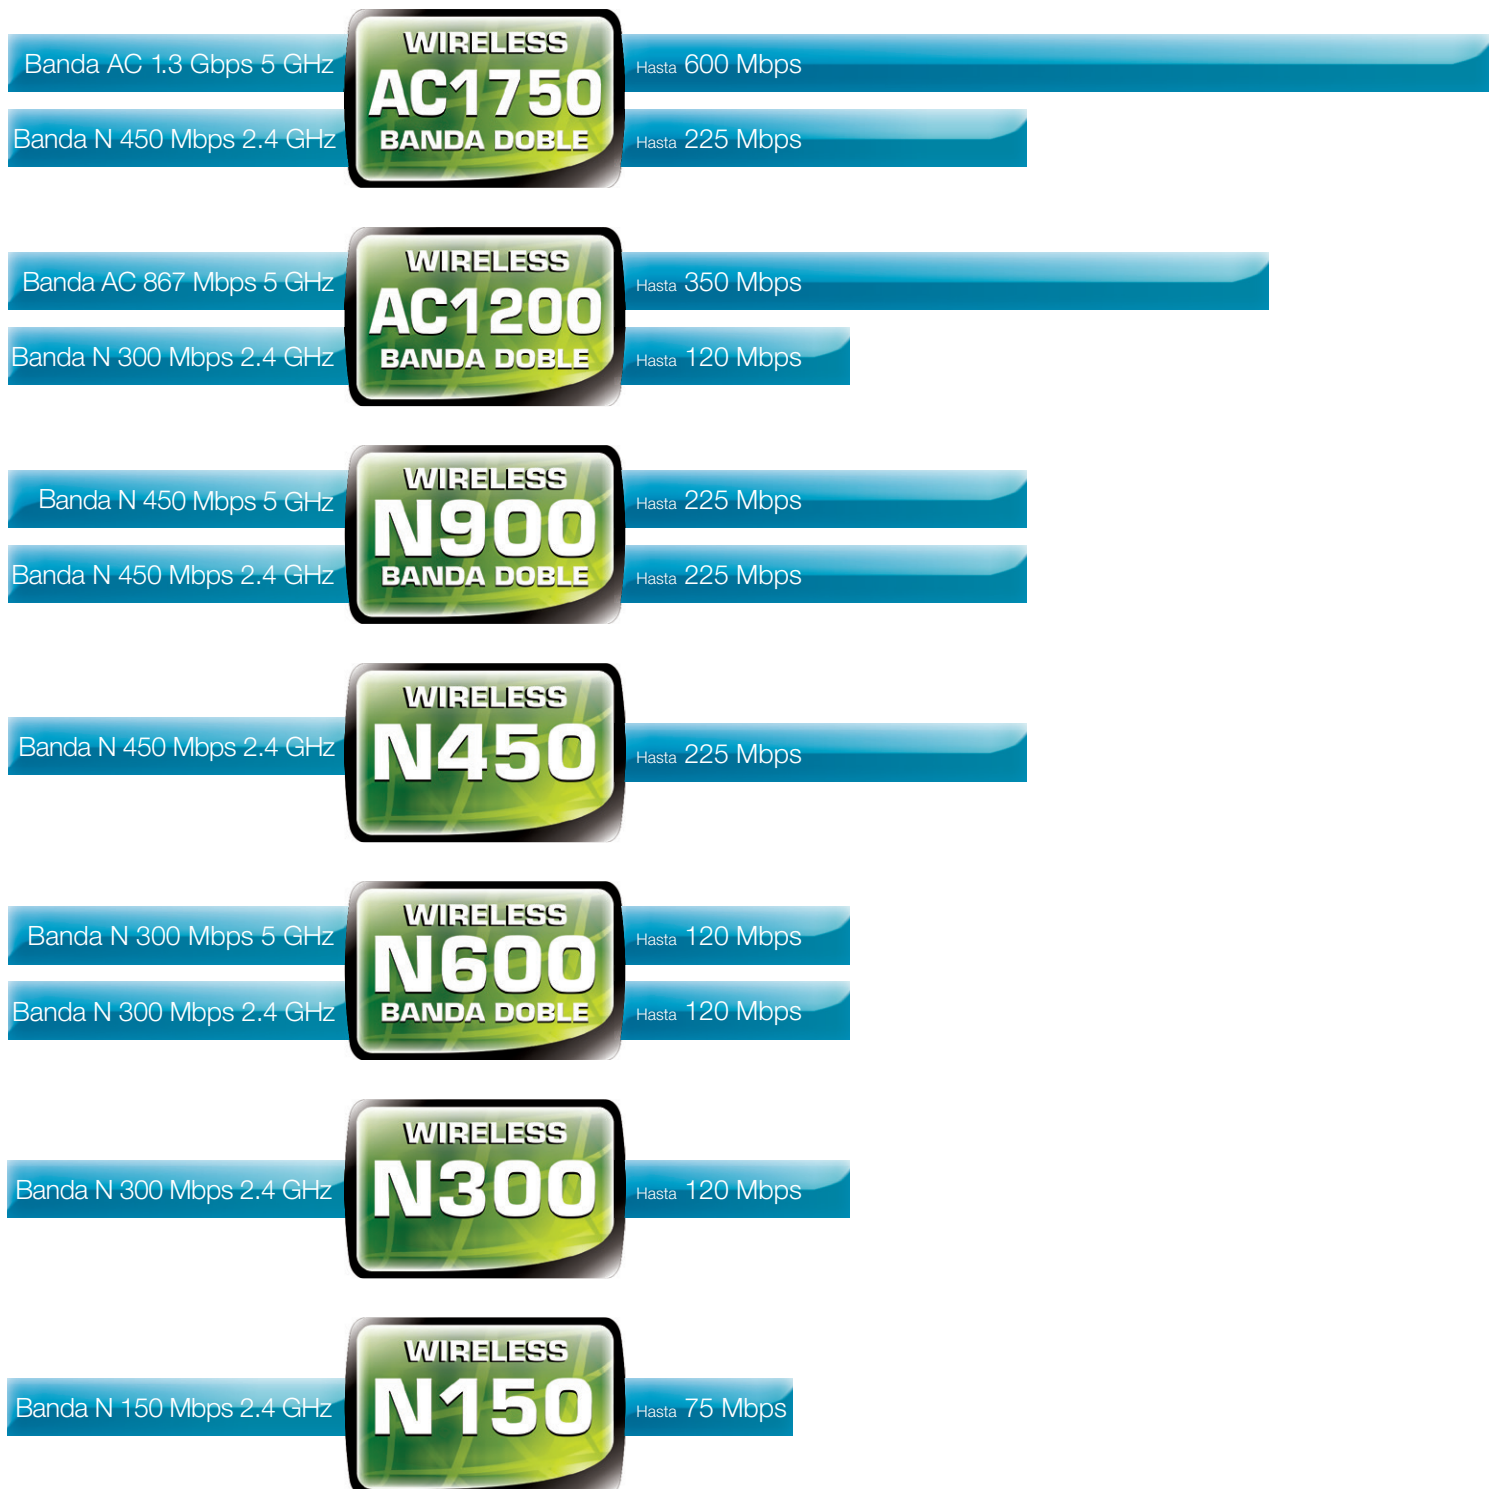 Banda AC 1.3 Gbps 5 GHz
WIRELESS
AC1750
BANDA DOBLE
Hasta 600 Mbps
Banda N 450 Mbps 2.4 GHz
Hasta 225 Mbps
Banda AC 867 Mbps 5 GHz
WIRELESS
AC1200
BANDA DOBLE
Hasta 350 Mbps
Banda N 300 Mbps 2.4 GHz
Hasta 120 Mbps
Banda N 450 Mbps 5 GHz
WIRELESS
N900
BANDA DOBLE
Hasta 225 Mbps
Banda N 450 Mbps 2.4 GHz
Hasta 225 Mbps
Banda N 450 Mbps 2.4 GHz
WIRELESS
N450
Hasta 225 Mbps
Banda N 300 Mbps 5 GHz
WIRELESS
N600
BANDA DOBLE
Hasta 120 Mbps
Banda N 300 Mbps 2.4 GHz
Hasta 120 Mbps
Banda N 300 Mbps 2.4 GHz
WIRELESS
N300
Hasta 120 Mbps
Banda N 150 Mbps 2.4 GHz
WIRELESS
N150
Hasta 75 Mbps